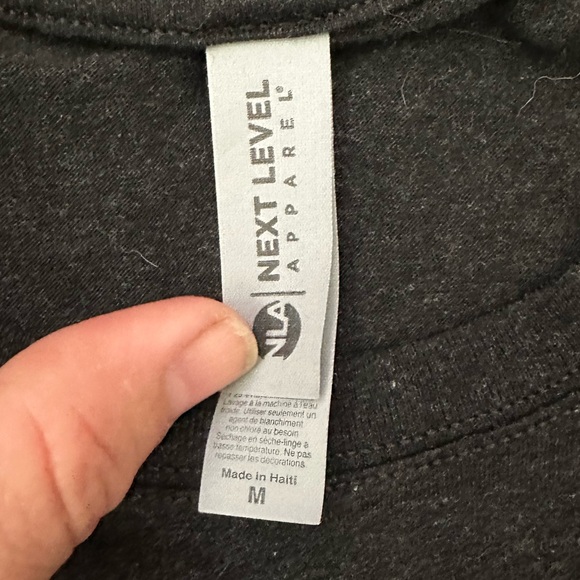 NLA
NEXT LEVEL
APPAREL®
Lavage à la machine à l'eau
froide. Utiliser seulement un
agent de blanchiment
non chloré au besoin
Séchage en sèche-linge à
basse température. Ne pas
repasser les décorations.
Made in Haiti
M